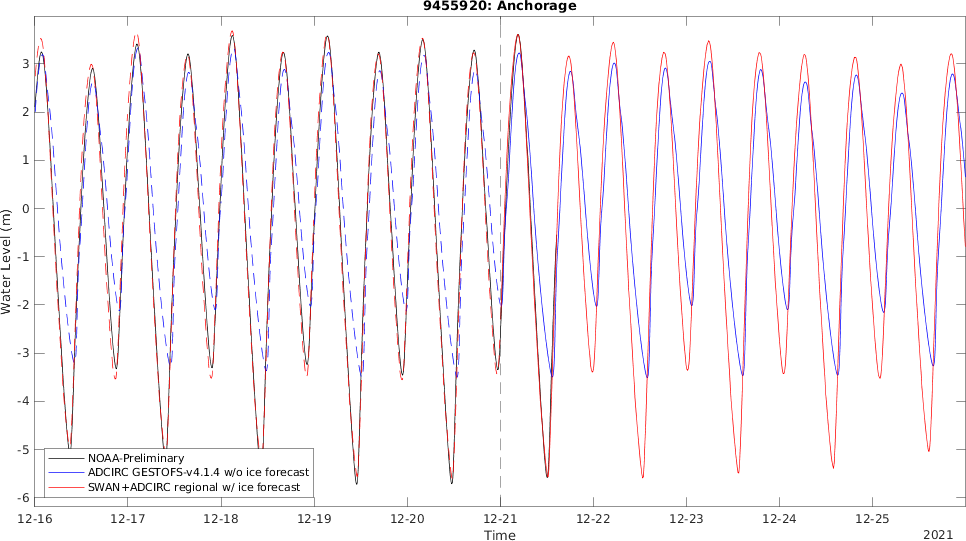 9455920: Anchorage
3
2
1
0
-1
-2
-3
-4
-5
-6
Water Level (m)
NOAA-Preliminary
ADCIRC GESTOFS-v4.1.4 w/o ice forecast
SWAN+ADCIRC regional w/ ice forecast
12-16 12-17 12-18 12-19 12-20 12-21 12-22 12-23 12-24 12-25
Time
2021